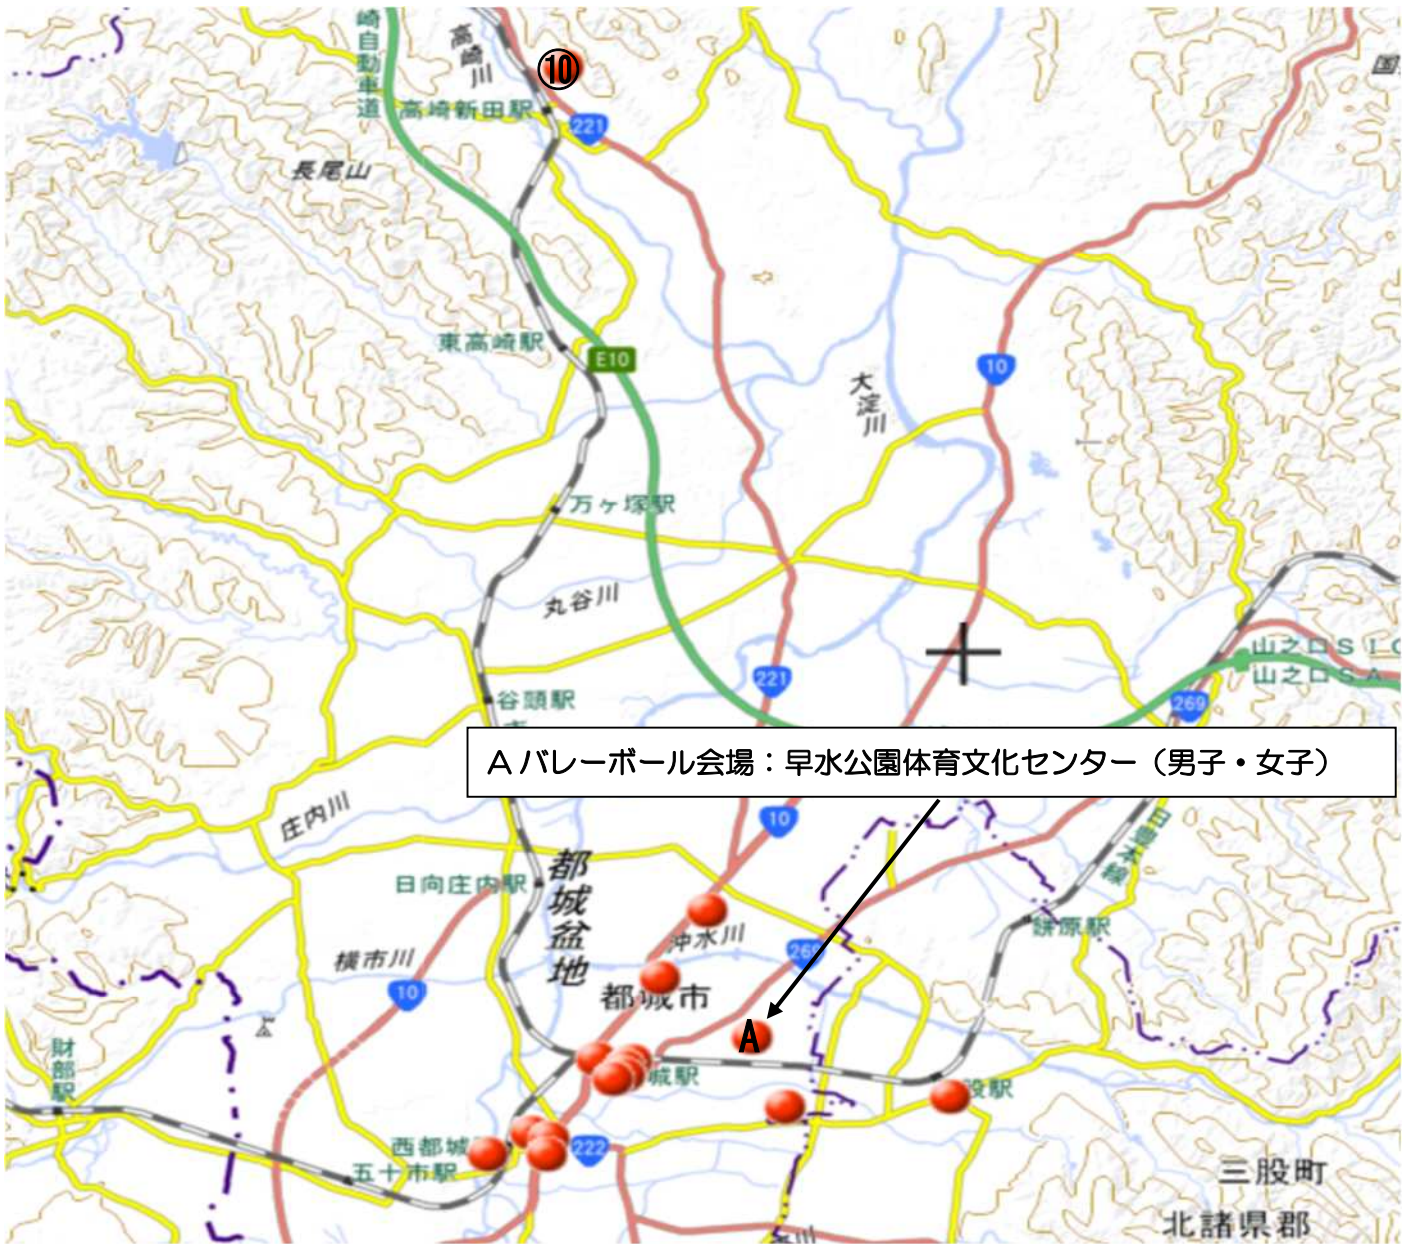 崎自動車道
高崎川
⑩
国
高崎新田駅
221
長尾山
東高崎駅
E10
10
大淀川
万ヶ塚駅
丸谷川
山之口ＳＩＣ
山之口ＳＡ
谷頭駅
221
269
A バレーボール会場：早水公園体育文化センター（男子・女子）
庄内川
10
日豊本線
都城盆地
日向庄内駅
餅原駅
沖水川
横市川
269
10
都城市
A
財部駅
城駅
股駅
西都城
222
五十市駅
三股町
北諸県郡